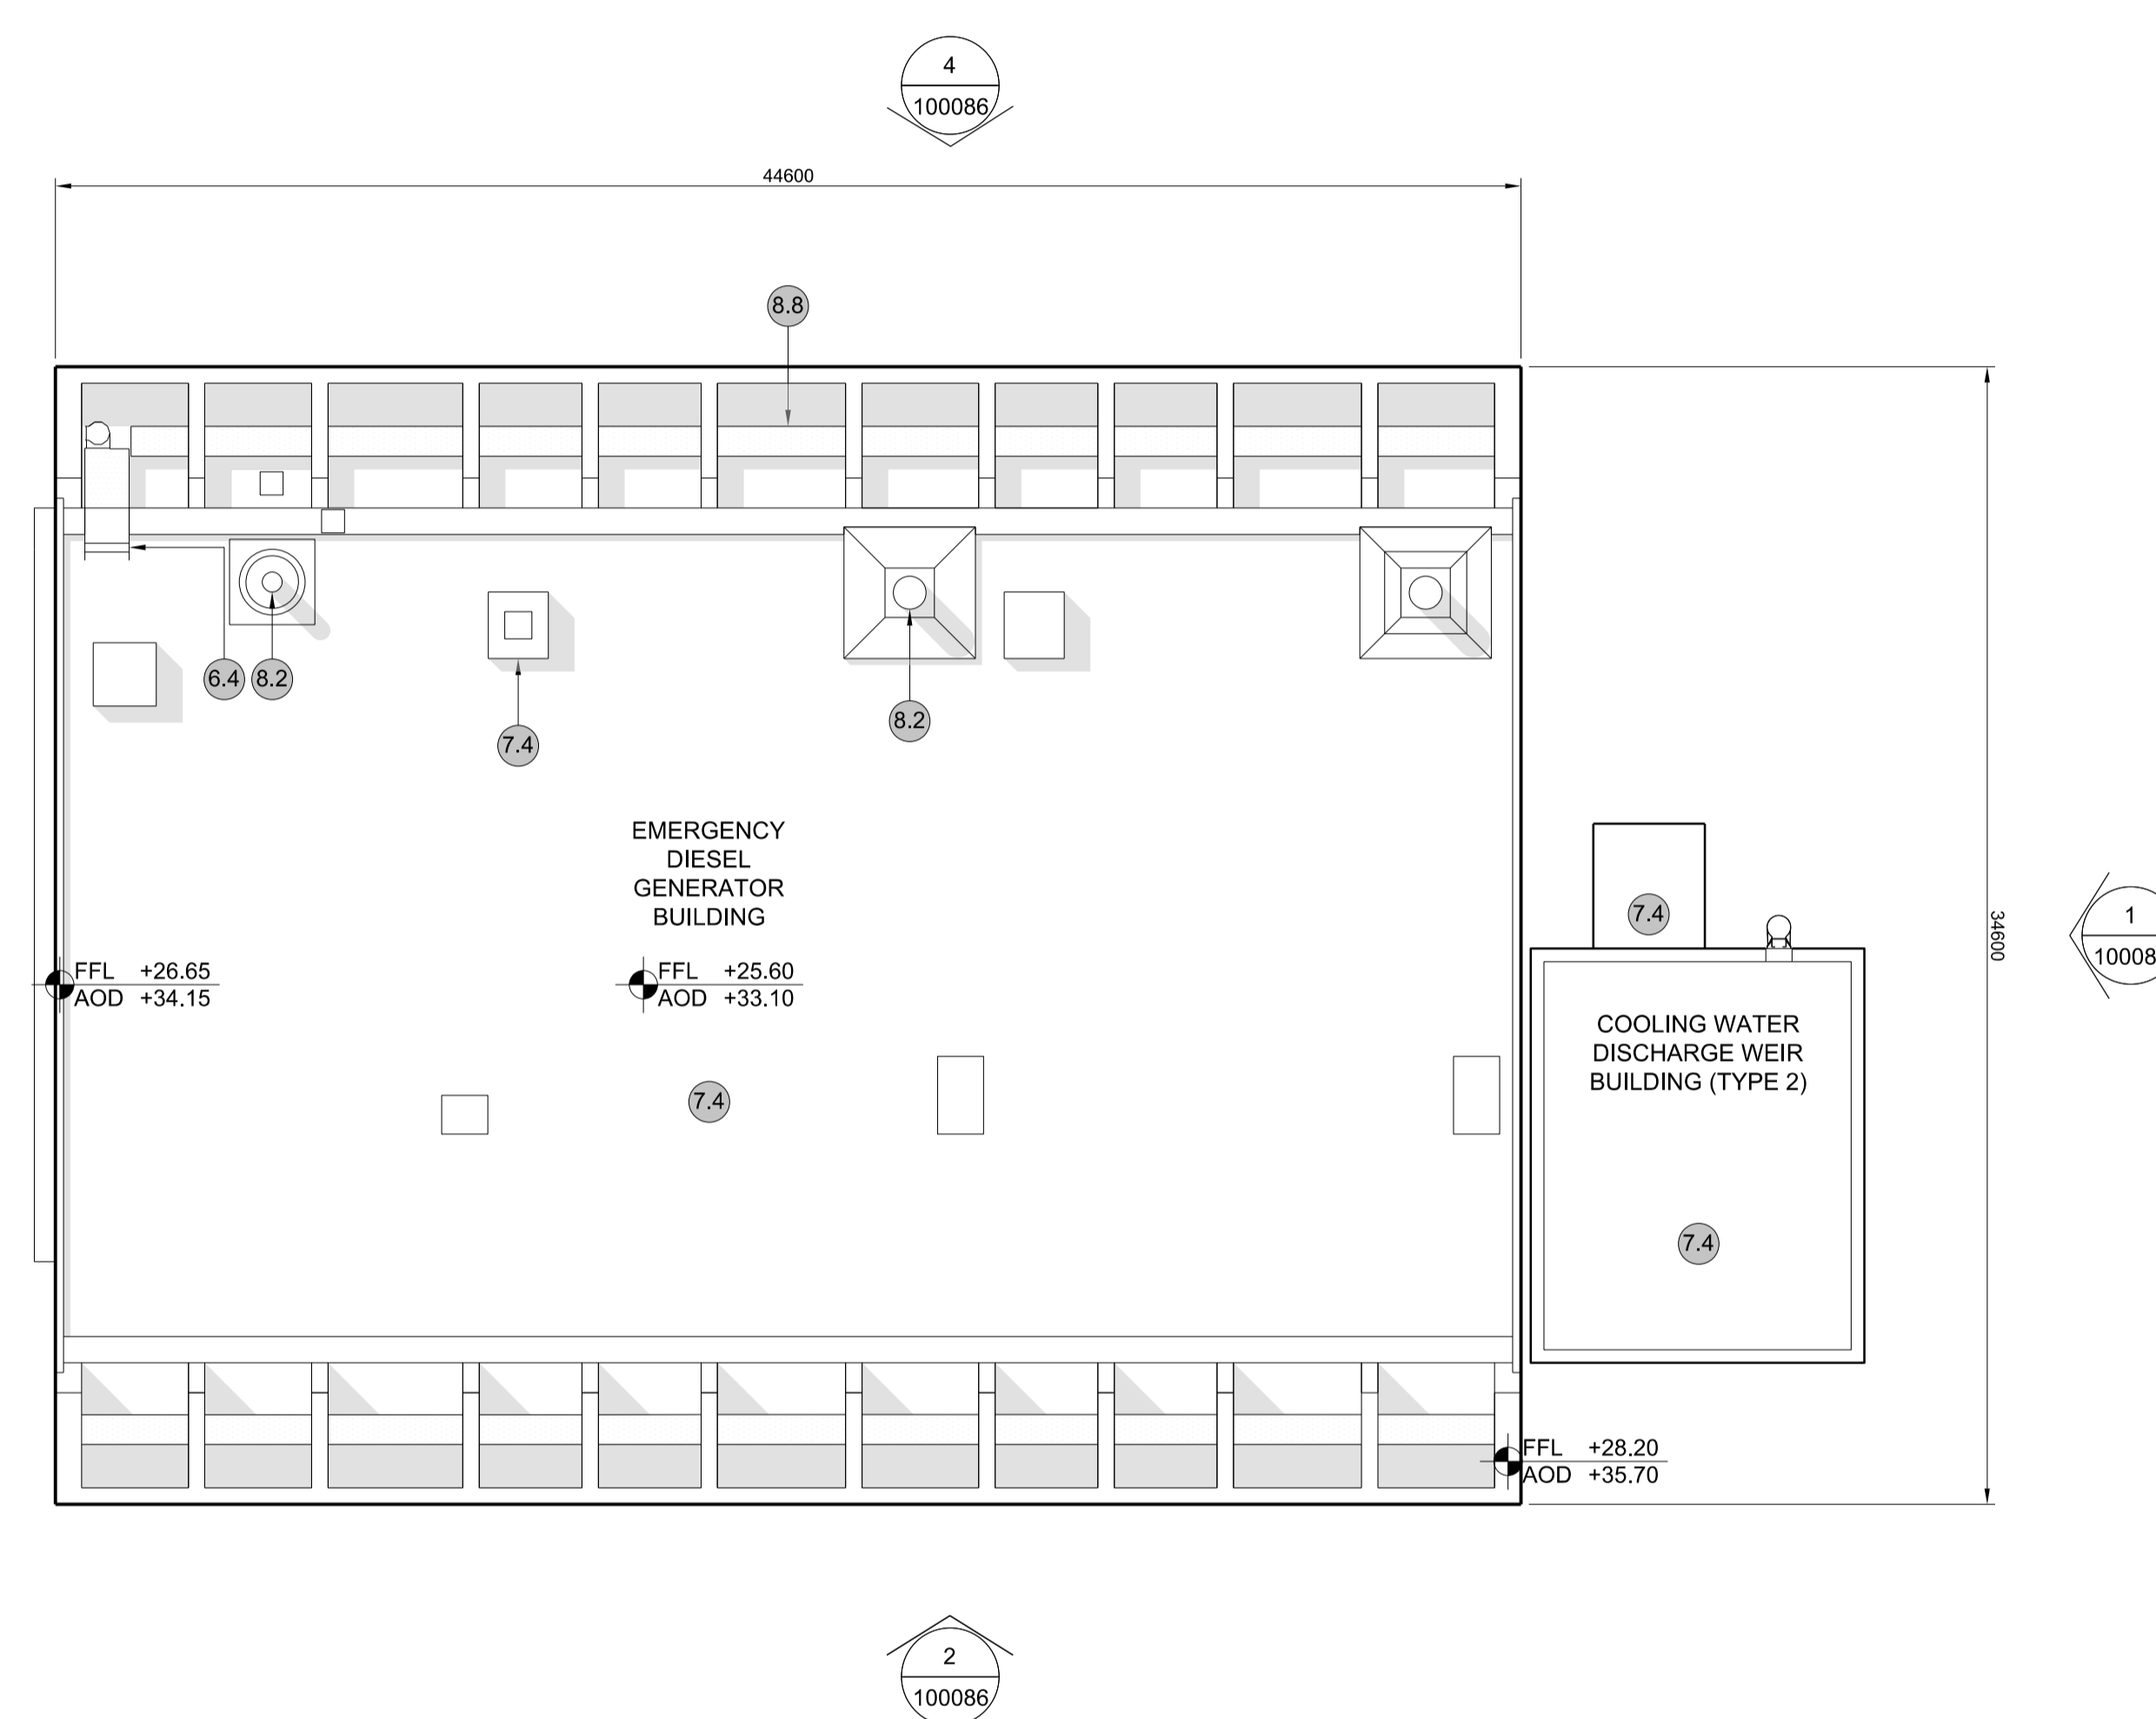 4
100086
44600
8.8
6.4
8.2
7.4
8.2
EMERGENCY
DIESEL
GENERATOR
BUILDING
7.4
34600
1
10008
FFL +26.65
AOD +34.15
FFL +25.60
AOD +33.10
COOLING WATER
DISCHARGE WEIR
BUILDING (TYPE 2)
7.4
7.4
FFL +28.20
AOD +35.70
2
100086